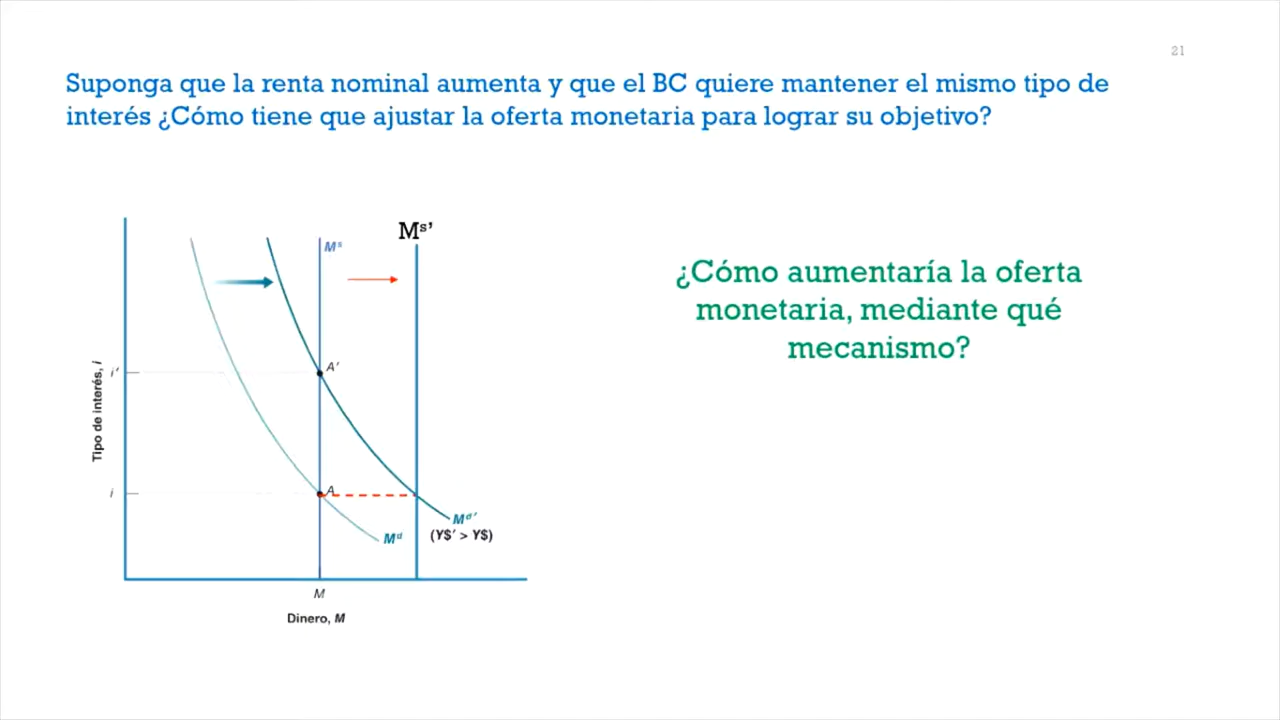 21
Suponga que la renta nominal aumenta y que el BC quiere mantener el mismo tipo de
interés ¿Cómo tiene que ajustar la oferta monetaria para lograr su objetivo?
Mˢ’
Mˢ
¿Cómo aumentaría la oferta
monetaria, mediante qué
mecanismo?
Tipo de interés, i
i′
A′
i
A
Mᵈ′
Mᵈ
(Y$′ > Y$)
M
Dinero, M